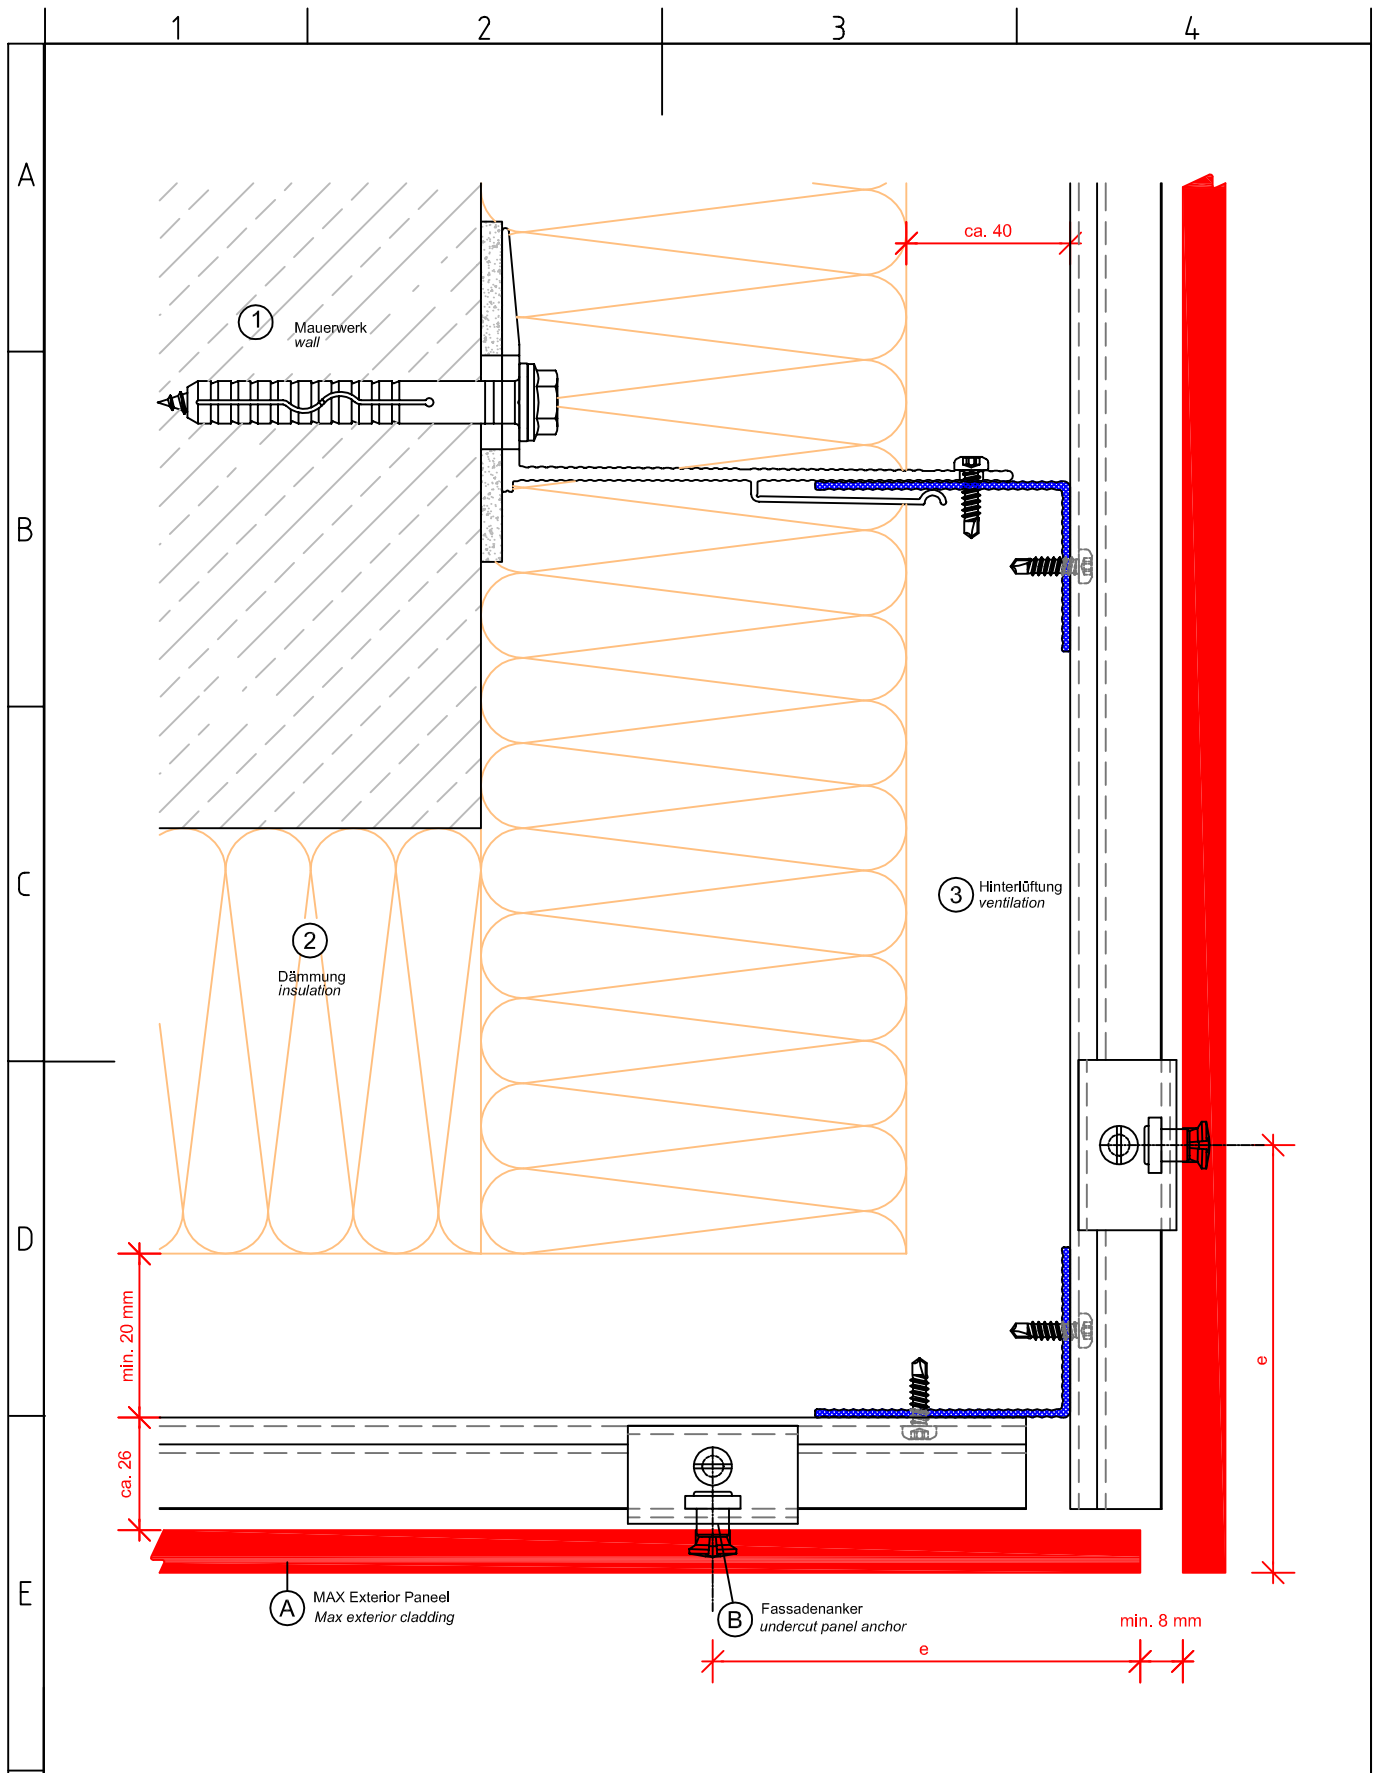 1
2
3
4
A
B
C
D
E
ca. 40
1
Mauerwerk
wall
3
Hinterlüftung
ventilation
2
Dämmung
insulation
min. 20 mm
ca. 26
e
A
MAX Exterior Paneel
Max exterior cladding
B
Fassadenanker
undercut panel anchor
min. 8 mm
e